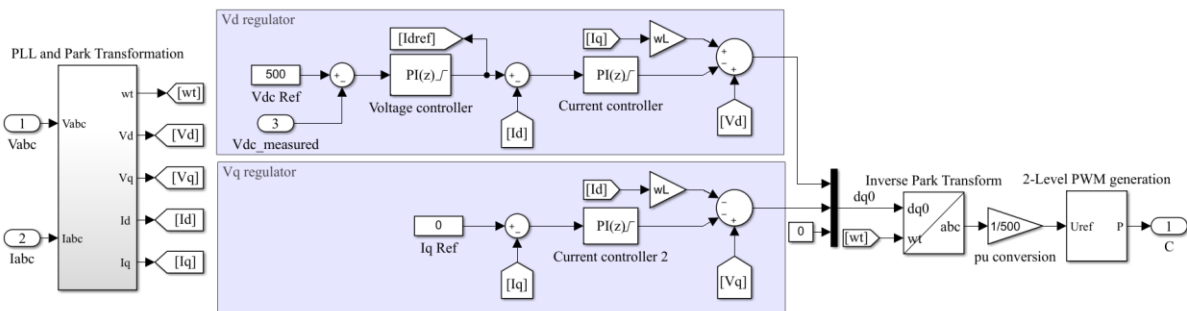 Vd regulator
PLL and Park Transformation
[Idref]
[Iq]
wL
500
PI(z)
PI(z)
Vdc Ref
Voltage controller
Current controller
wt
[wt]
[Id]
[Vd]
1
Vabc
Vabc
3
Vdc_measured
Vd
[Vd]
Vq regulator
Vq
[Vq]
[Id]
wL
Inverse Park Transform
2-Level PWM generation
dq0
dq0
Id
[Id]
0
PI(z)
0
abc
1/500
Uref
P
1
2
Iabc
Iabc
Iq Ref
Current controller 2
[wt]
wt
pu conversion
C
Iq
[Iq]
[Iq]
[Vq]